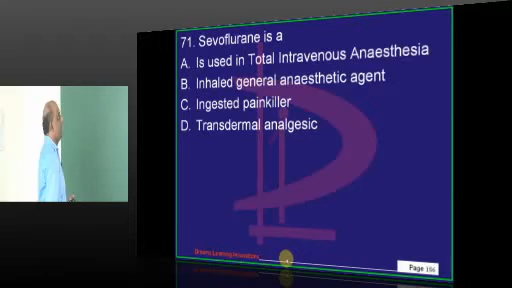 71. Sevoflurane is a
A. Is used in Total Intravenous Anaesthesia
B. Inhaled general anaesthetic agent
C. Ingested painkiller
D. Transdermal analgesic
Page 106